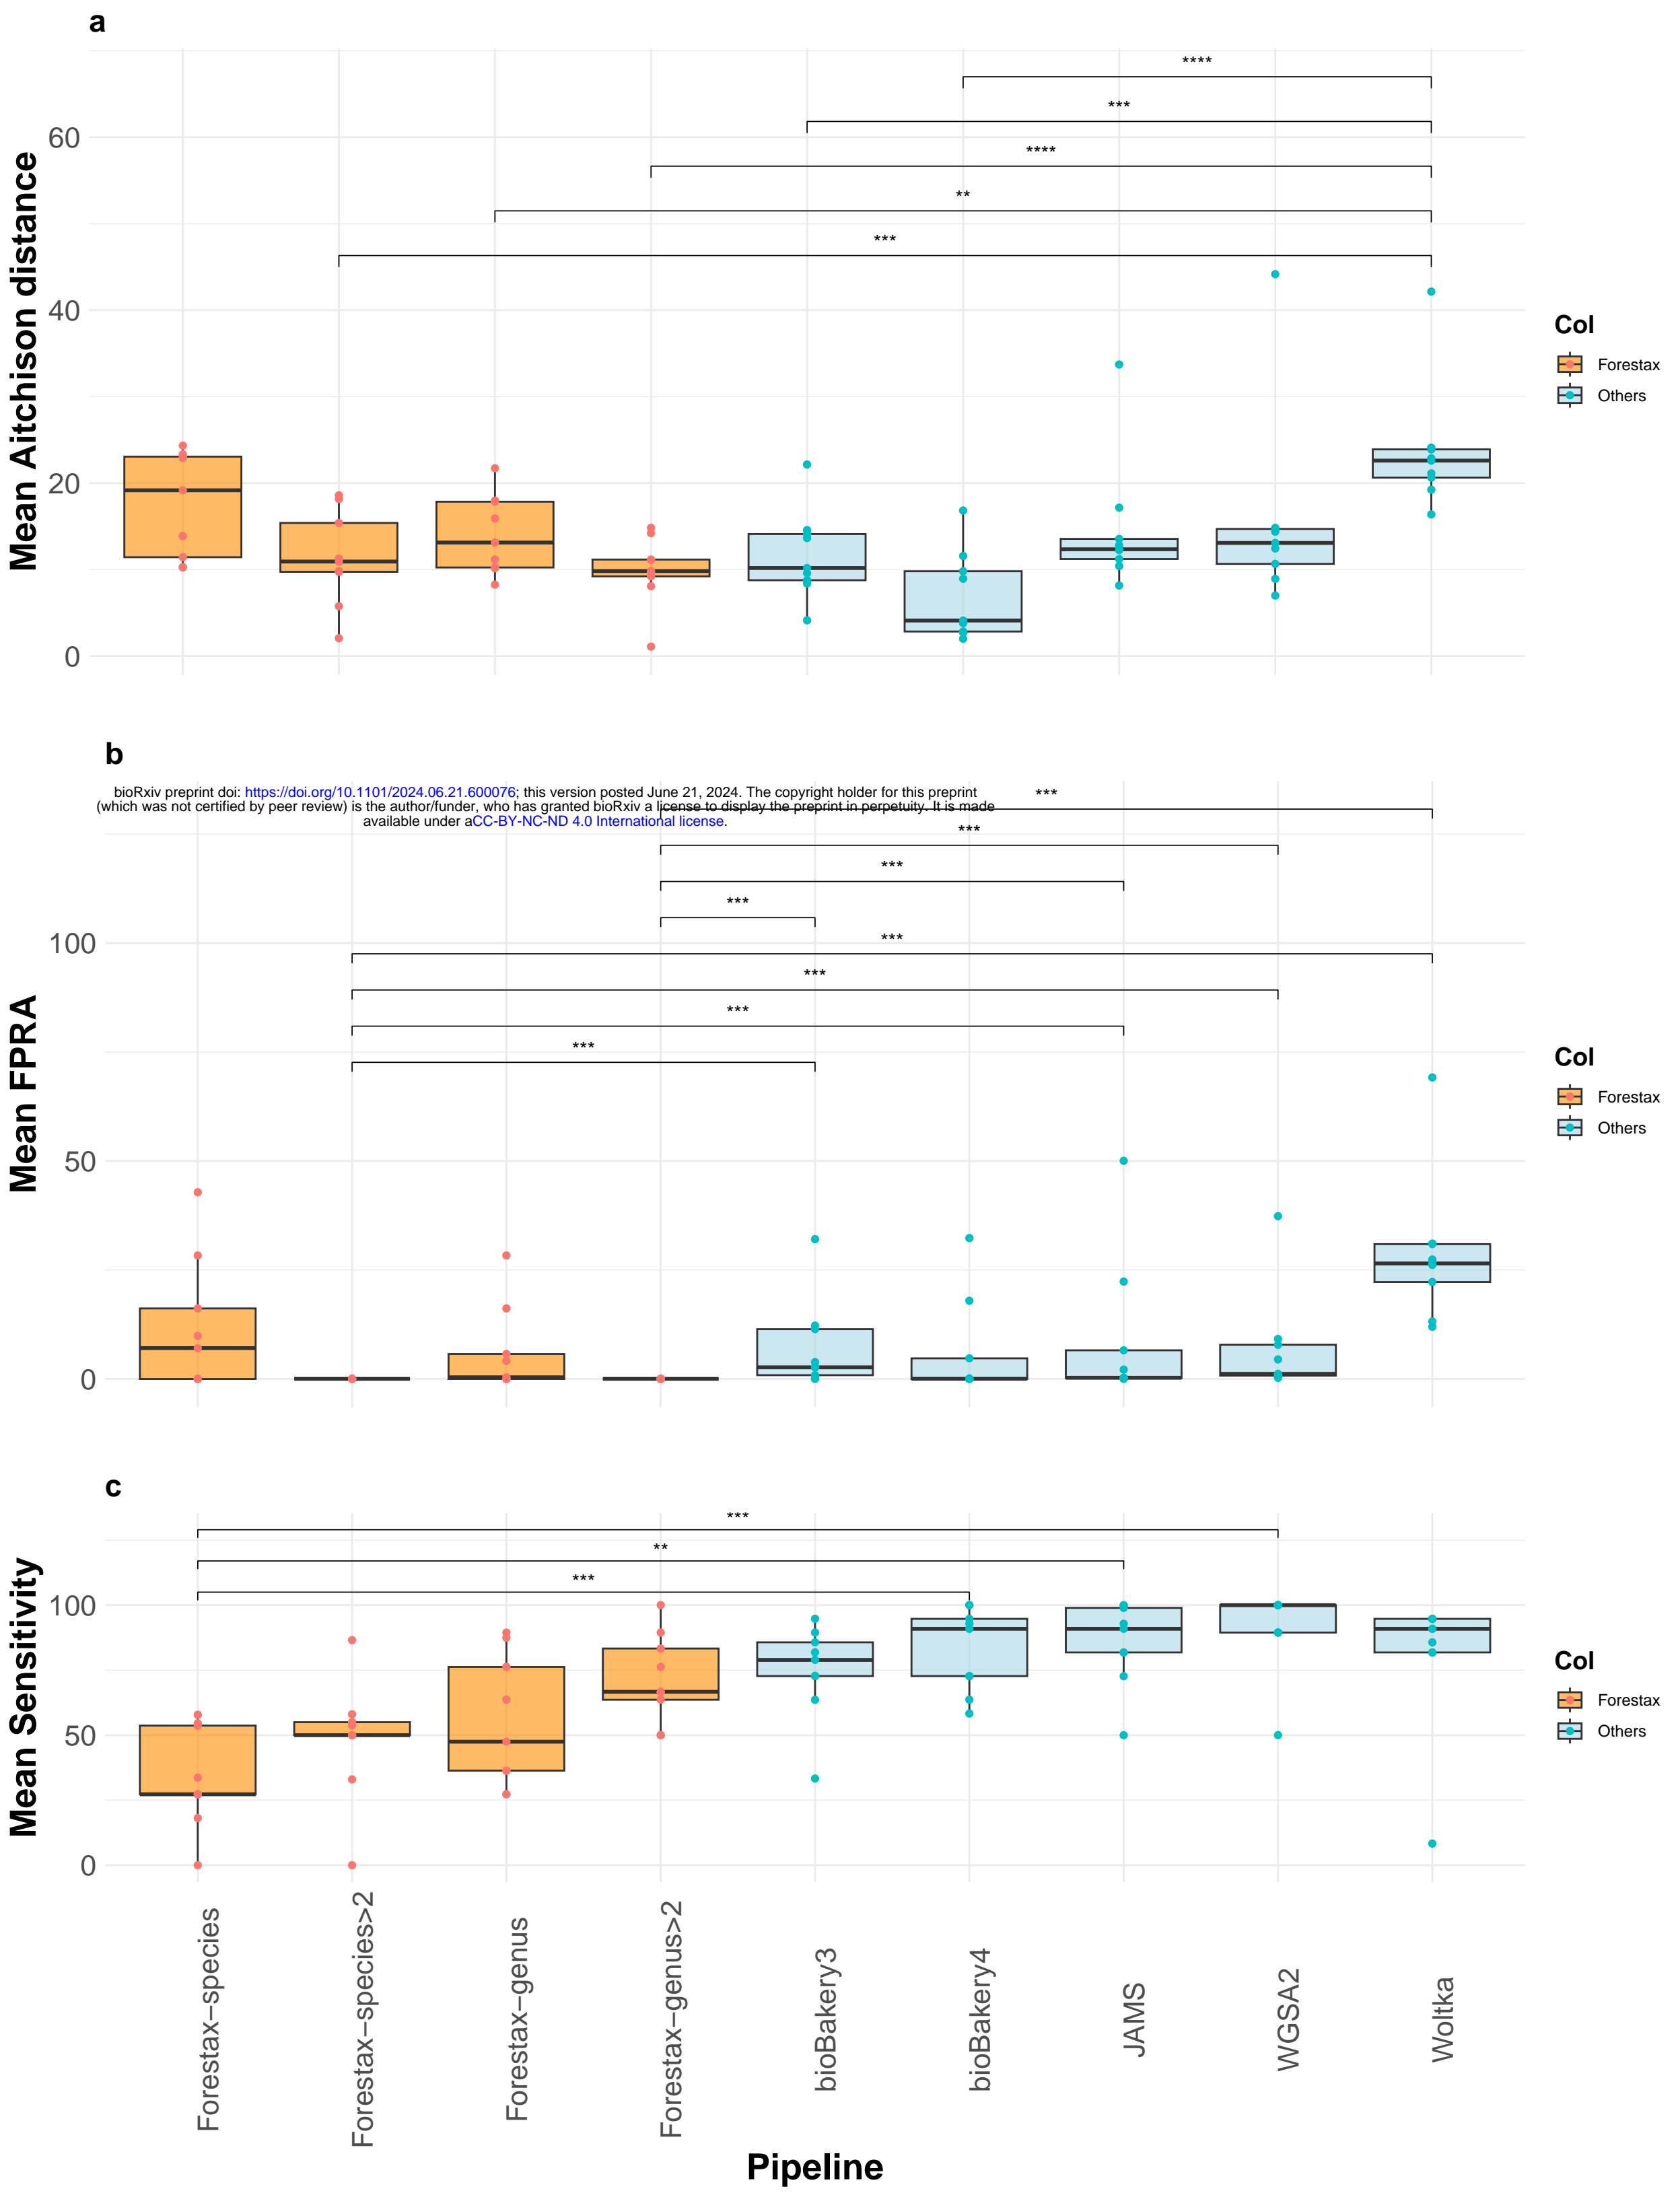 a
****
***
60
****
**
***
Mean Aitchison distance
40
Col
Forestax
Others
20
0
b
bioRxiv preprint doi: https://doi.org/10.1101/2024.06.21.600076; this version posted June 21, 2024. The copyright holder for this preprint
(which was not certified by peer review) is the author/funder, who has granted bioRxiv a license to display the preprint in perpetuity. It is made
available under aCC-BY-NC-ND 4.0 International license.
***
***
***
***
100
***
***
***
***
Mean FPRA
Col
Forestax
Others
50
0
c
***
**
***
100
Mean Sensitivity
Col
Forestax
Others
50
0
Forestax−species
Forestax−species>2
Forestax−genus
Forestax−genus>2
bioBakery3
bioBakery4
JAMS
WGSA2
Woltka
Pipeline